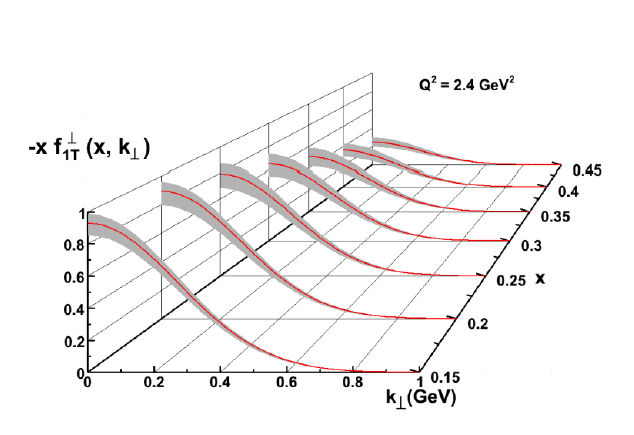 Q² = 2.4 GeV²
-x f⊥1T (x, k⊥)
1
0.8
0.6
0.4
0.2
0
0 0.2 0.4 0.6 0.8 1
k⊥(GeV)
0.45
0.4
0.35
0.3
0.25 x
0.2
0.15